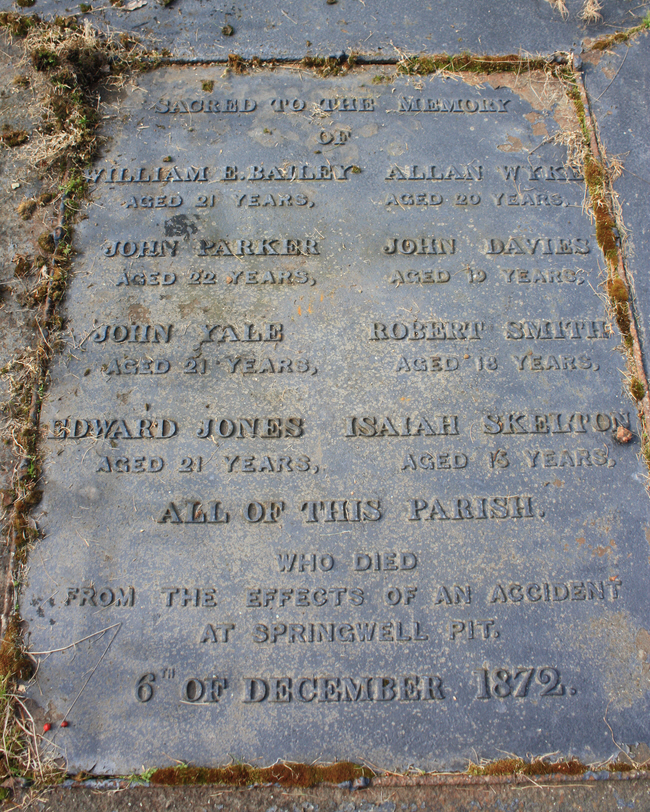 SACRED TO THE MEMORY
OF
WILLIAM E. BAILEY ALLAN WYKE
AGED 21 YEARS, AGED 20 YEARS,
JOHN PARKER JOHN DAVIES
AGED 22 YEARS, AGED 19 YEARS,
JOHN YALE ROBERT SMITH
AGED 21 YEARS, AGED 18 YEARS,
EDWARD JONES ISAIAH SKELTON
AGED 21 YEARS, AGED YEARS,
ALL OF THIS PARISH.
WHO DIED
FROM THE EFFECTS OF AN ACCIDENT
AT SPRINGWELL PIT.
6TH OF DECEMBER 1872.